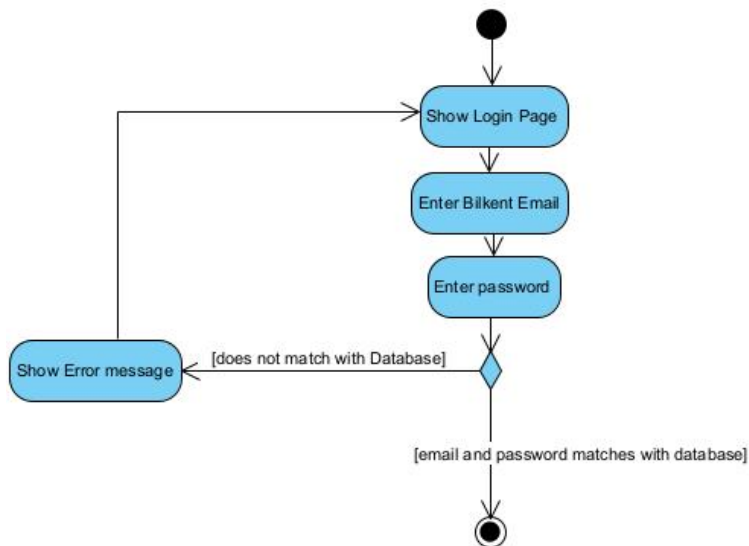 Show Login Page
Enter Bilkent Email
Enter password
[does not match with Database]
Show Error message
[email and password matches with database]